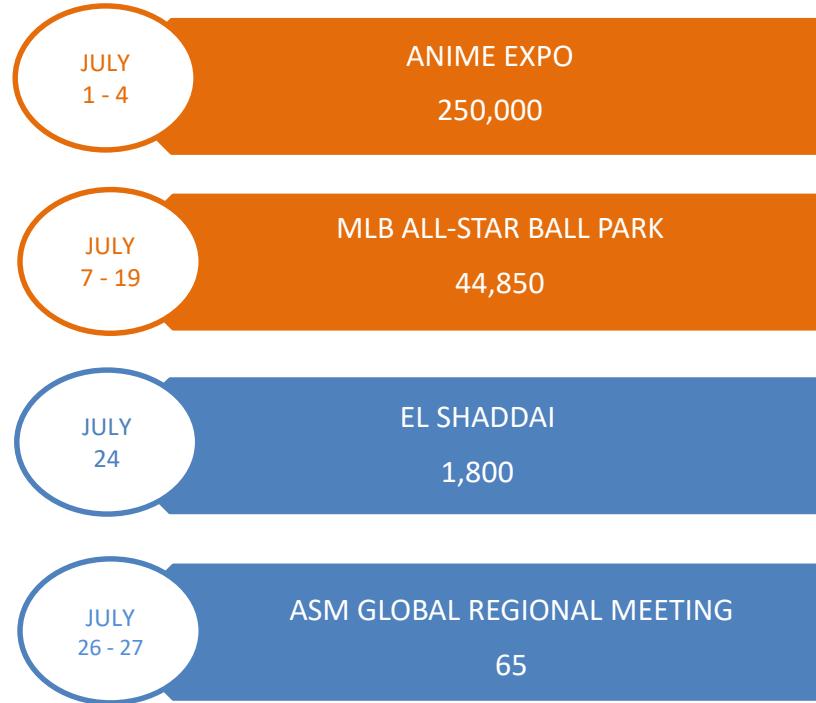 JULY
1 - 4
ANIME EXPO
250,000
JULY
7 - 19
MLB ALL-STAR BALL PARK
44,850
JULY
24
EL SHADDAI
1,800
JULY
26 - 27
ASM GLOBAL REGIONAL MEETING
65